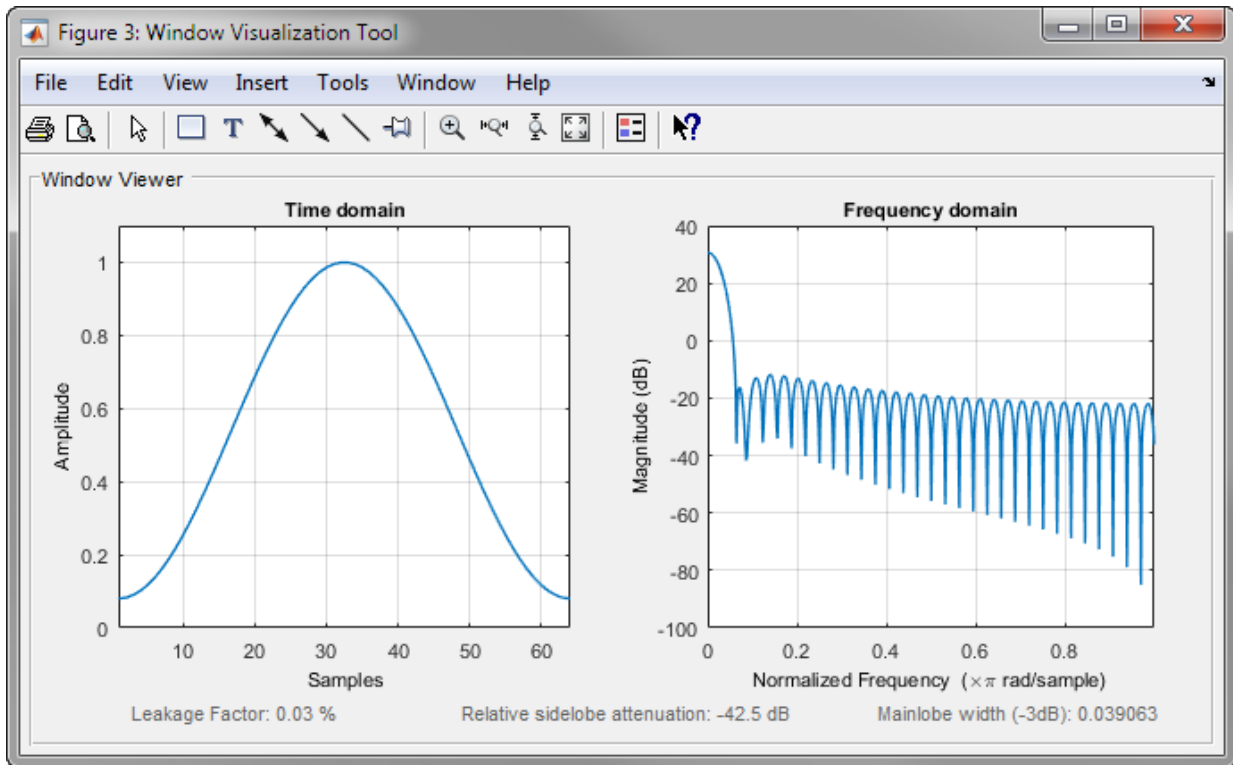 Figure 3: Window Visualization Tool
File Edit View Insert Tools Window Help
T
?
Window Viewer
Time domain
Amplitude
1
0.8
0.6
0.4
0.2
0
10 20 30 40 50 60
Samples
Frequency domain
Magnitude (dB)
40
20
0
-20
-40
-60
-80
-100
0 0.2 0.4 0.6 0.8
Normalized Frequency (×π rad/sample)
Leakage Factor: 0.03 % Relative sidelobe attenuation: -42.5 dB Mainlobe width (-3dB): 0.039063